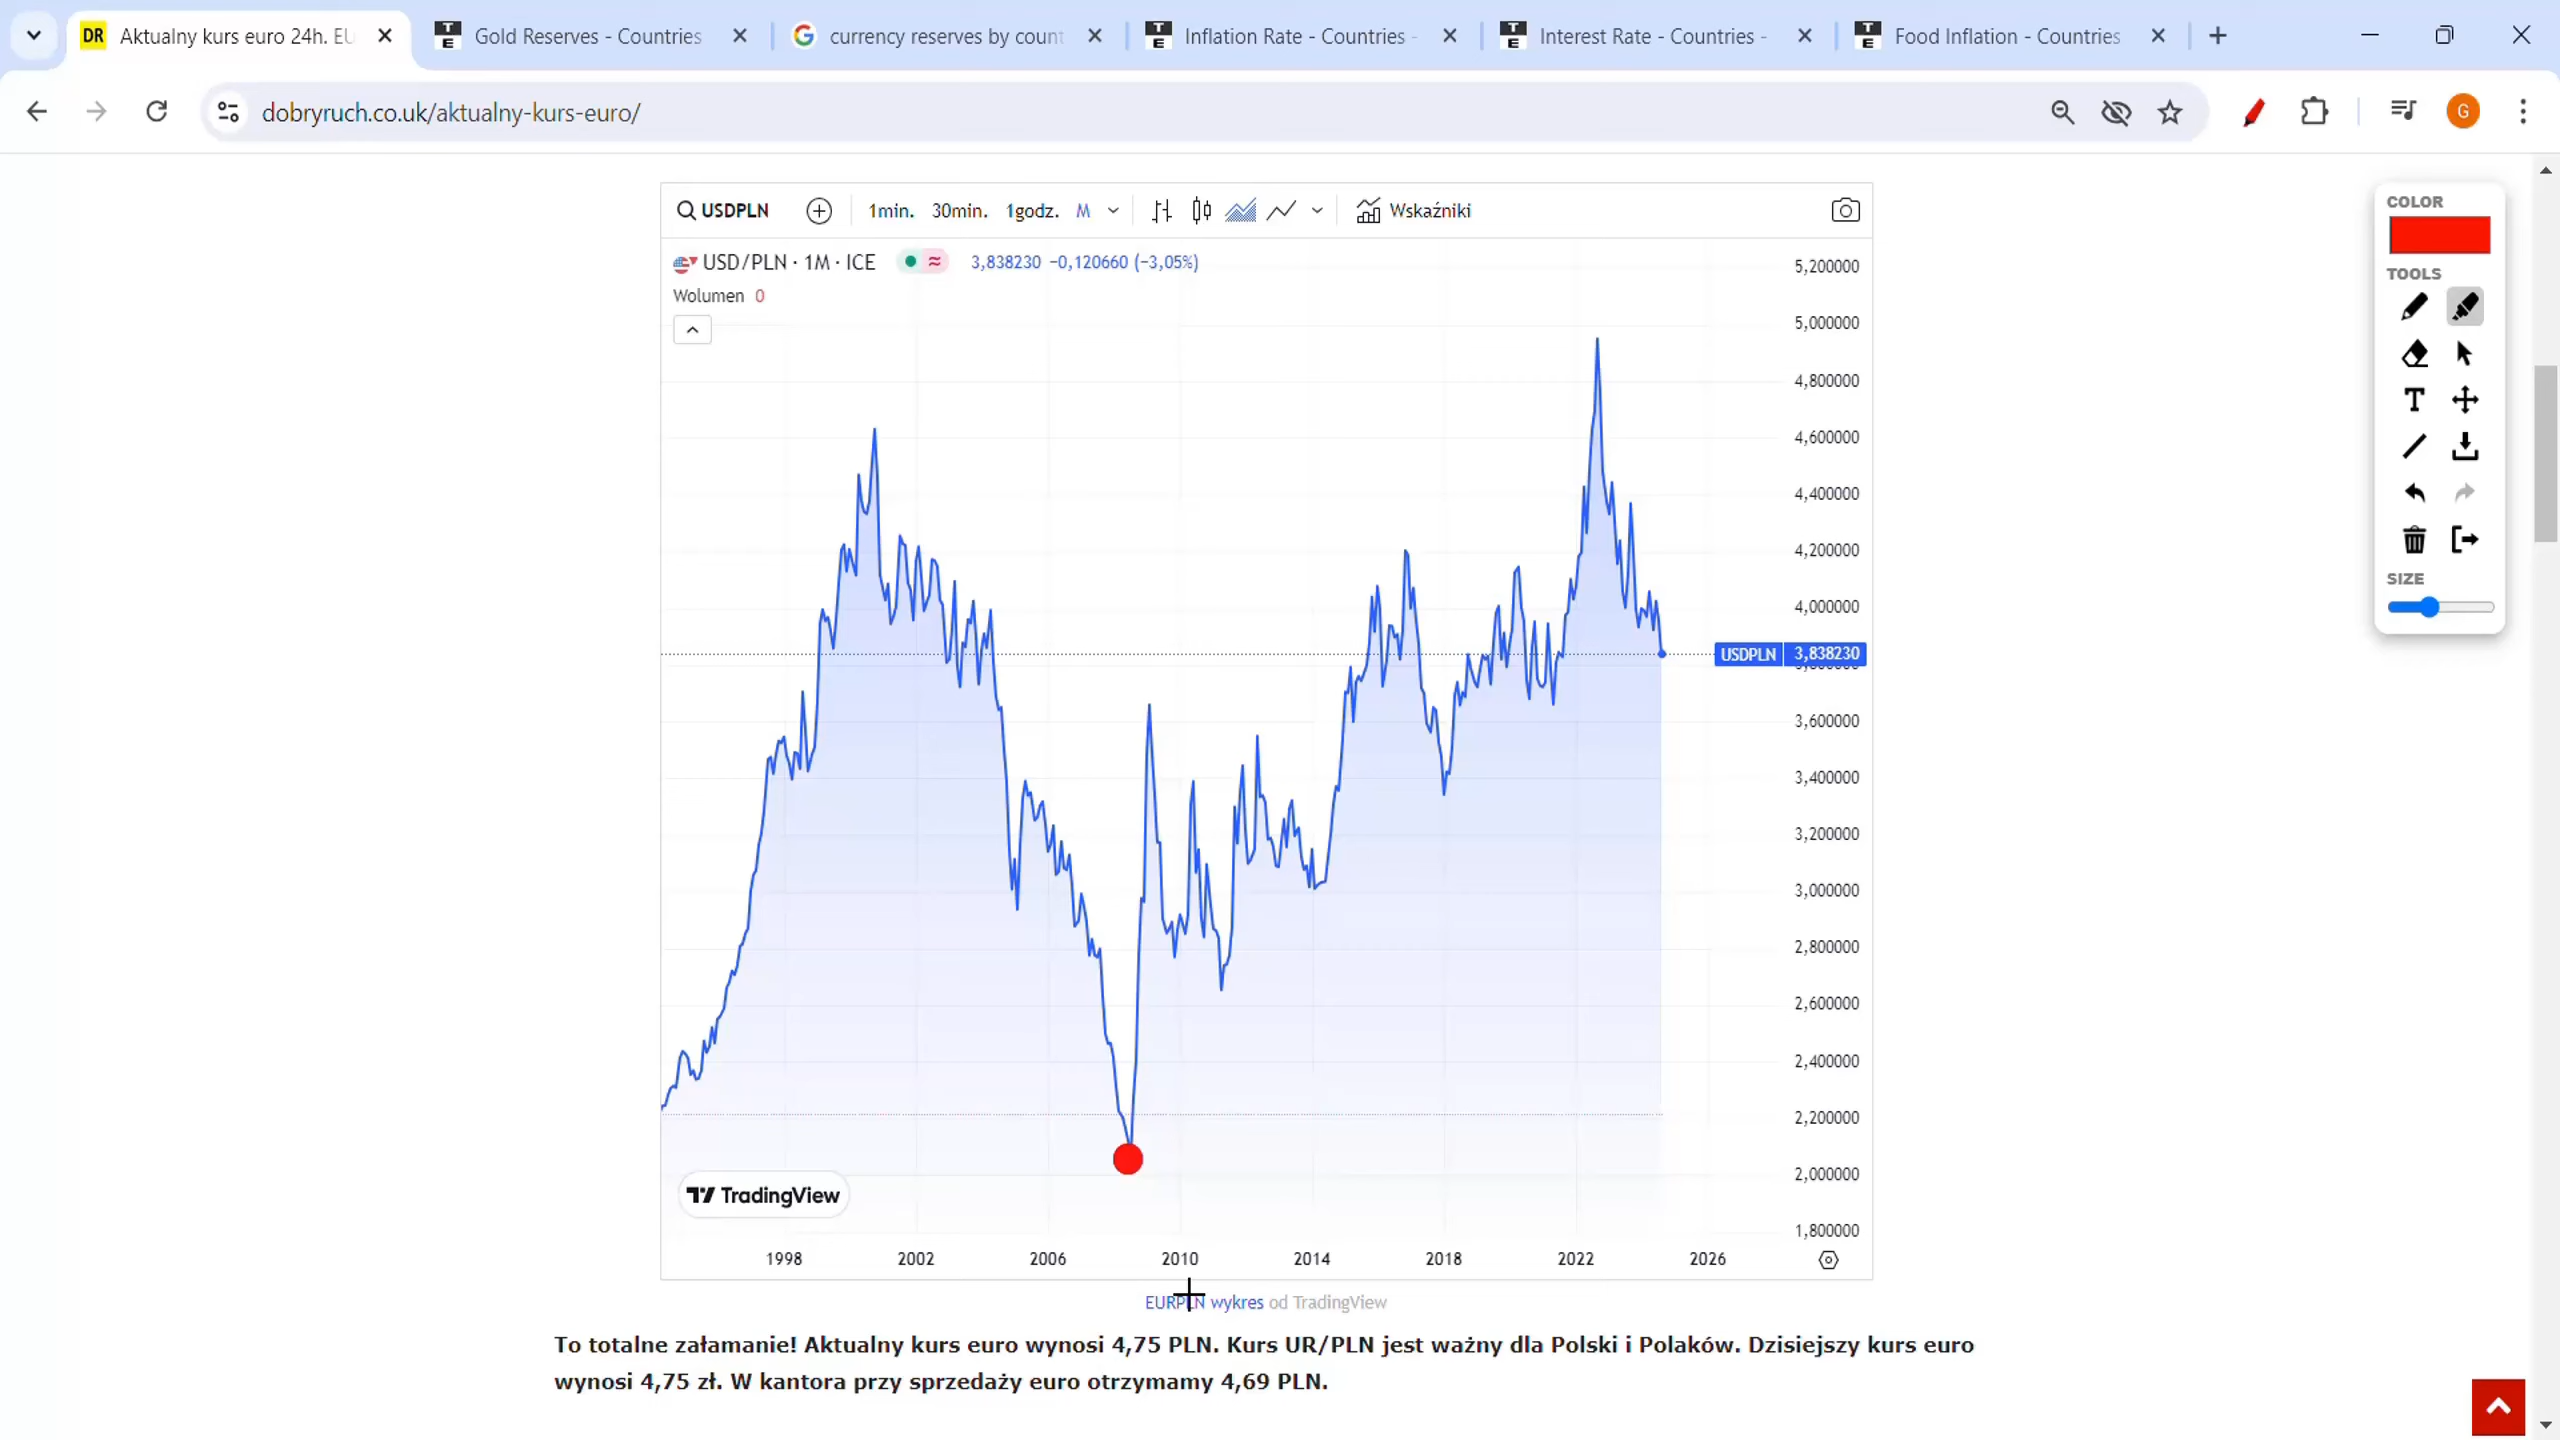 DR Aktualny kurs euro 24h. EU
TE Gold Reserves - Countries
G currency reserves by count
TE Inflation Rate - Countries -
TE Interest Rate - Countries -
TE Food Inflation - Countries
dobryruch.co.uk/aktualny-kurs-euro/
G
USDPLN 1min. 30min. 1godz. M Wskaźniki
USD/PLN · 1M · ICE 3,838230 −0,120660 (−3,05%)
Wolumen 0
5,200000
5,000000
4,800000
4,600000
4,400000
4,200000
4,000000
USDPLN 3,838230
3,600000
3,400000
3,200000
3,000000
2,800000
2,600000
2,400000
2,200000
2,000000
1,800000
TradingView
1998 2002 2006 2010 2014 2018 2022 2026
EURPLN wykres od TradingView
To totalne załamanie! Aktualny kurs euro wynosi 4,75 PLN. Kurs UR/PLN jest ważny dla Polski i Polaków. Dzisiejszy kurs euro
wynosi 4,75 zł. W kantora przy sprzedaży euro otrzymamy 4,69 PLN.
COLOR
TOOLS
T
SIZE